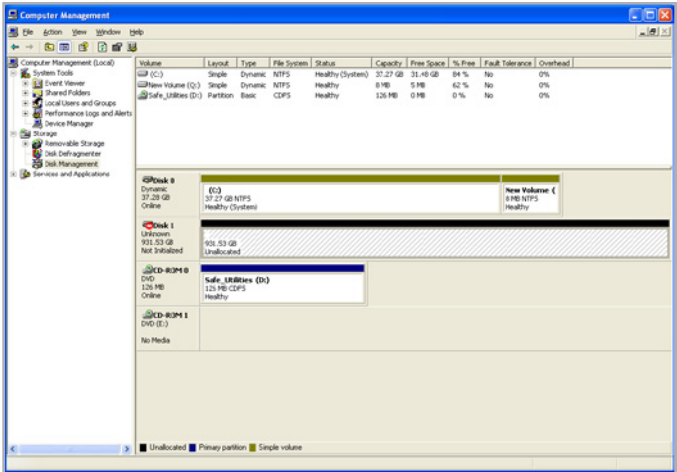 Computer Management
File Action View Window Help
Computer Management (Local)
System Tools
Event Viewer
Shared Folders
Local Users and Groups
Performance Logs and Alerts
Device Manager
Storage
Removable Storage
Disk Defragmenter
Disk Management
Services and Applications
Volume Layout Type File System Status Capacity Free Space % Free Fault Tolerance Overhead
(C:) Simple Dynamic NTFS Healthy (System) 37.27 GB 31.48 GB 84 % No 0%
New Volume (Q:) Simple Dynamic NTFS Healthy 8 MB 5 MB 62 % No 0%
Safe_Utilities (D:) Partition Basic CDFS Healthy 126 MB 0 MB 0 % No 0%
Disk 0
Dynamic
37.28 GB
Online
(C:)
37.27 GB NTFS
Healthy (System)
New Volume (
8 MB NTFS
Healthy
Disk 1
Unknown
931.53 GB
Not Initialized
931.53 GB
Unallocated
CD-ROM 0
DVD
126 MB
Online
Safe_Utilities (D:)
126 MB CDFS
Healthy
CD-ROM 1
DVD (E:)
No Media
Unallocated Primary partition Simple volume